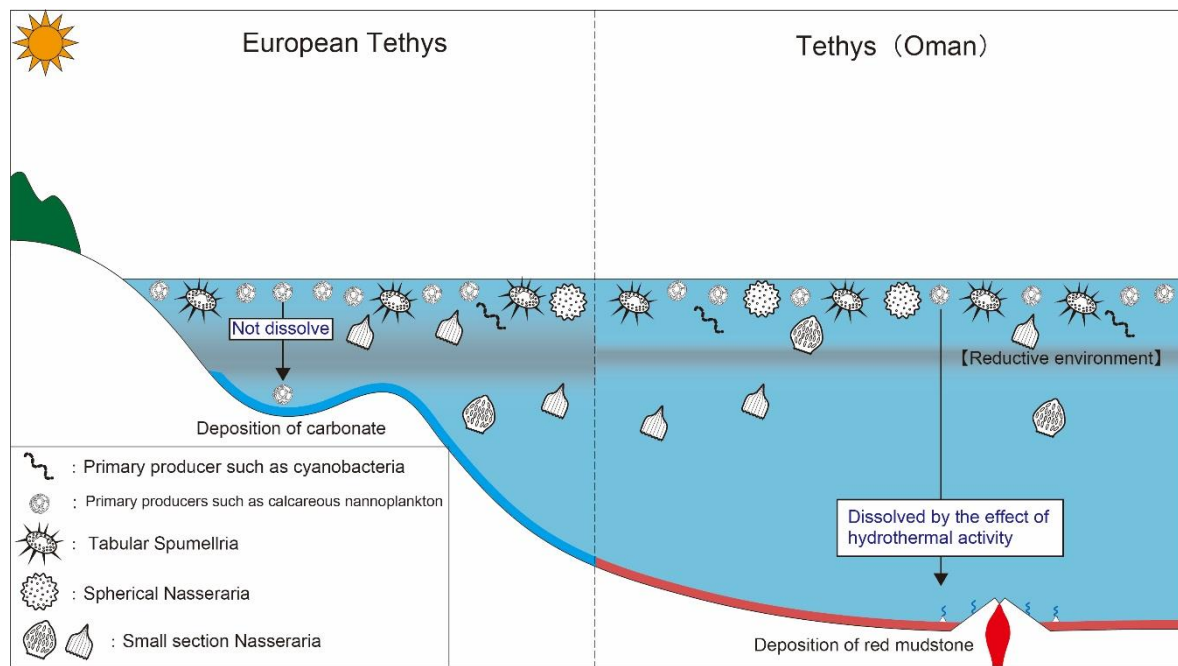 European Tethys
Tethys（Oman）
Not dissolve
【Reductive environment】
Deposition of carbonate
Dissolved by the effect of
hydrothermal activity
Deposition of red mudstone
: Primary producer such as cyanobacteria
: Primary producers such as calcareous nannoplankton
: Tabular Spumellria
: Spherical Nasseraria
: Small section Nasseraria